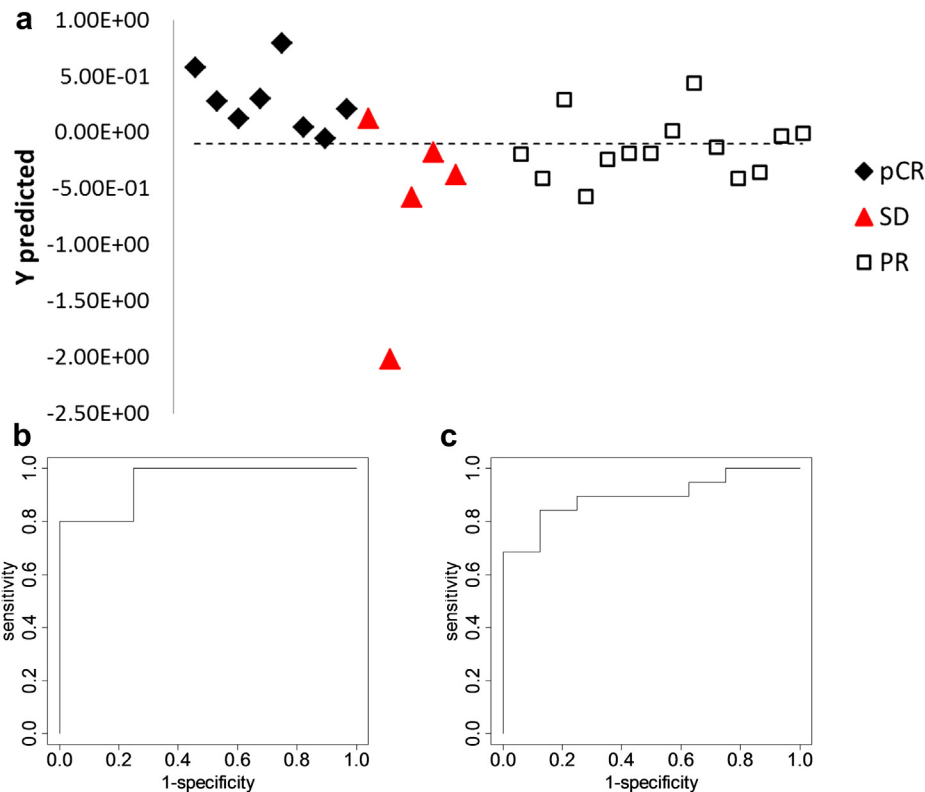 a
1.00E+00
5.00E-01
0.00E+00
-5.00E-01
-1.00E+00
-1.50E+00
-2.00E+00
-2.50E+00
Y predicted
pCR
SD
PR
b
1.0
0.8
0.6
0.4
0.2
0.0
sensitivity
0.0 0.2 0.4 0.6 0.8 1.0
1-specificity
c
1.0
0.8
0.6
0.4
0.2
0.0
sensitivity
0.0 0.2 0.4 0.6 0.8 1.0
1-specificity